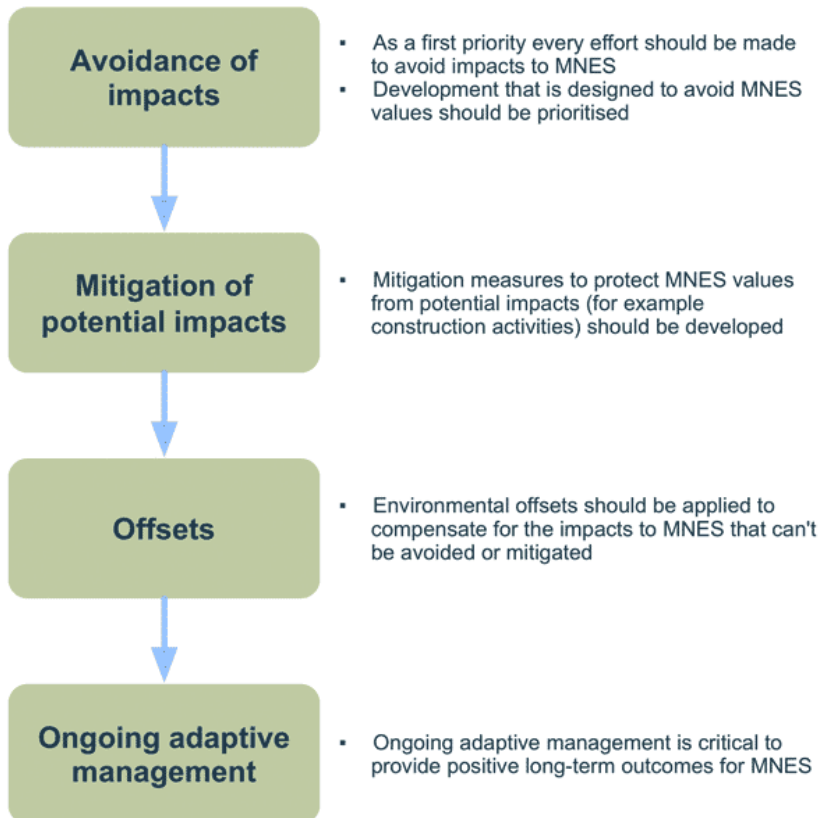 Avoidance of
impacts
▪ As a first priority every effort should be made
to avoid impacts to MNES
▪ Development that is designed to avoid MNES
values should be prioritised
Mitigation of
potential impacts
▪ Mitigation measures to protect MNES values
from potential impacts (for example
construction activities) should be developed
Offsets
▪ Environmental offsets should be applied to
compensate for the impacts to MNES that can't
be avoided or mitigated
Ongoing adaptive
management
▪ Ongoing adaptive management is critical to
provide positive long-term outcomes for MNES